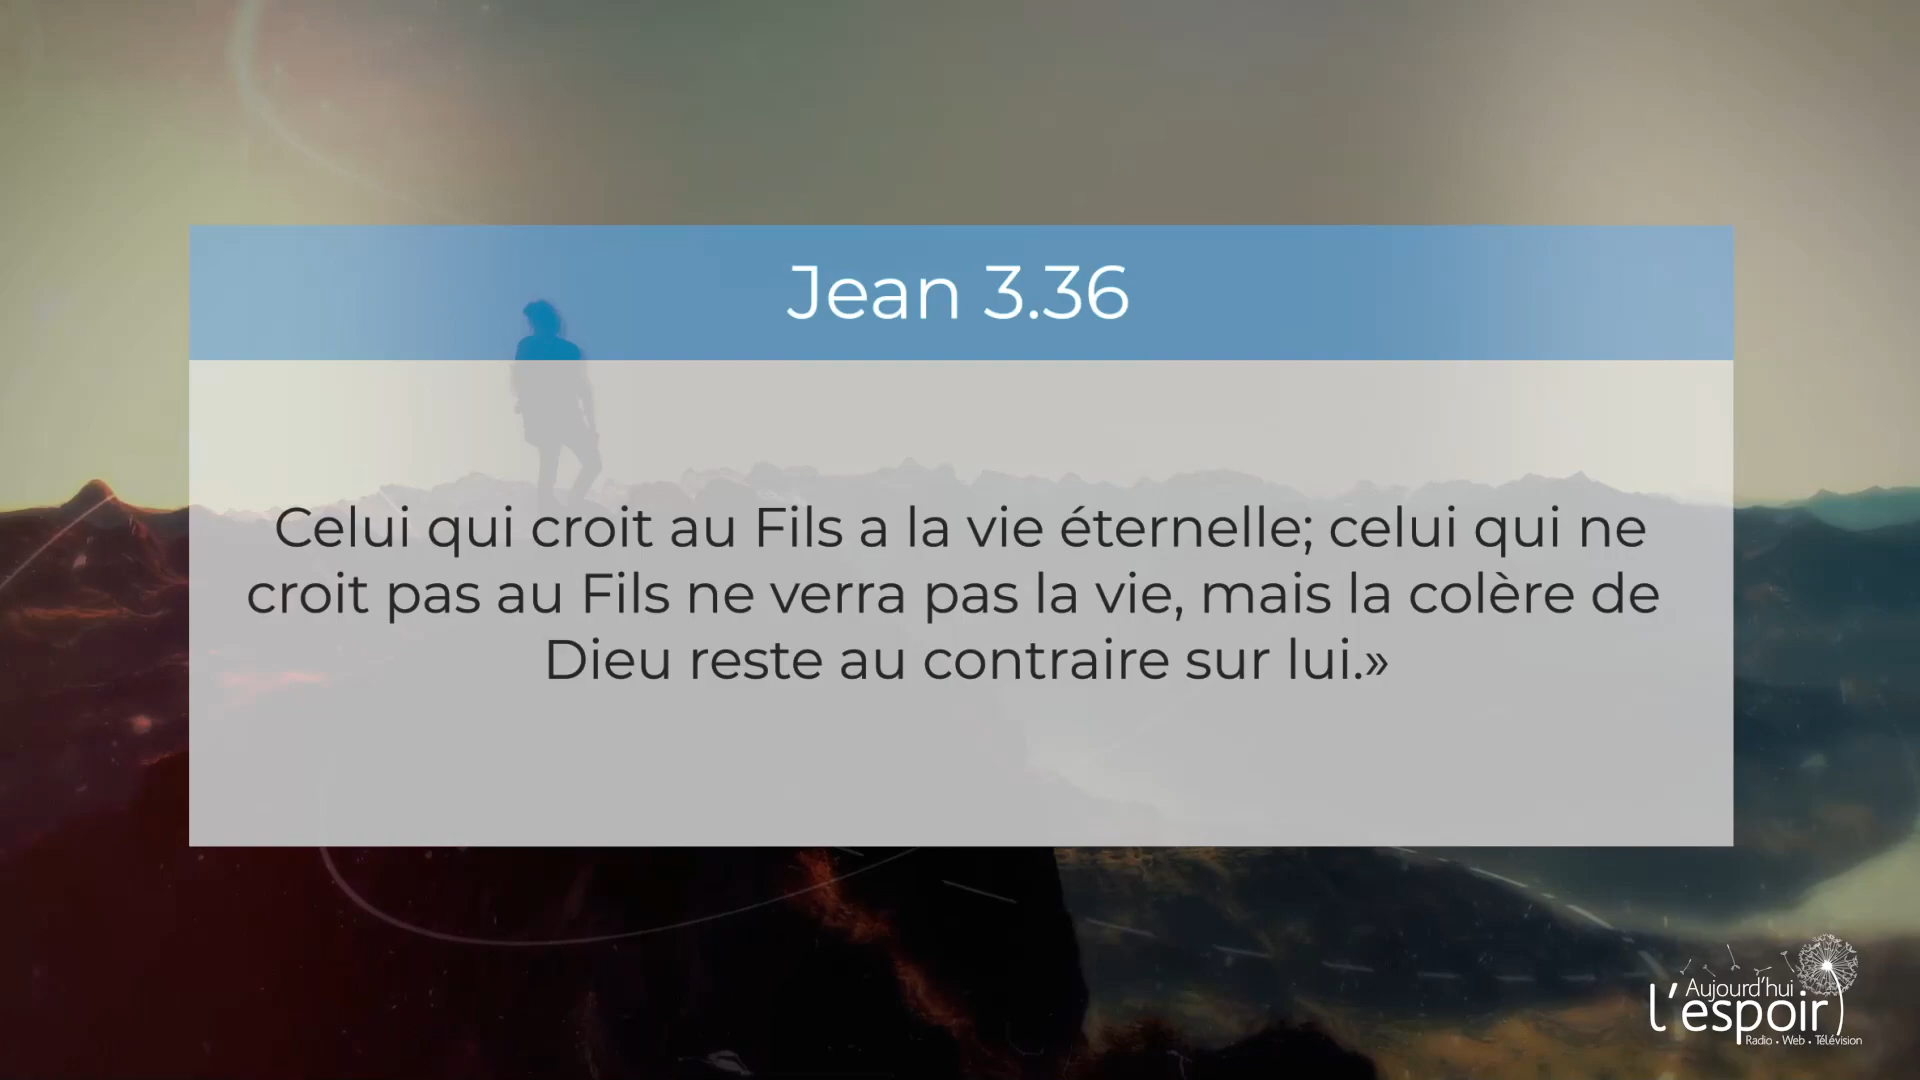 Jean 3.36
Celui qui croit au Fils a la vie éternelle; celui qui ne
croit pas au Fils ne verra pas la vie, mais la colère de
Dieu reste au contraire sur lui.»
Aujourd'hui
l'espoir
Radio • Web • Télévision